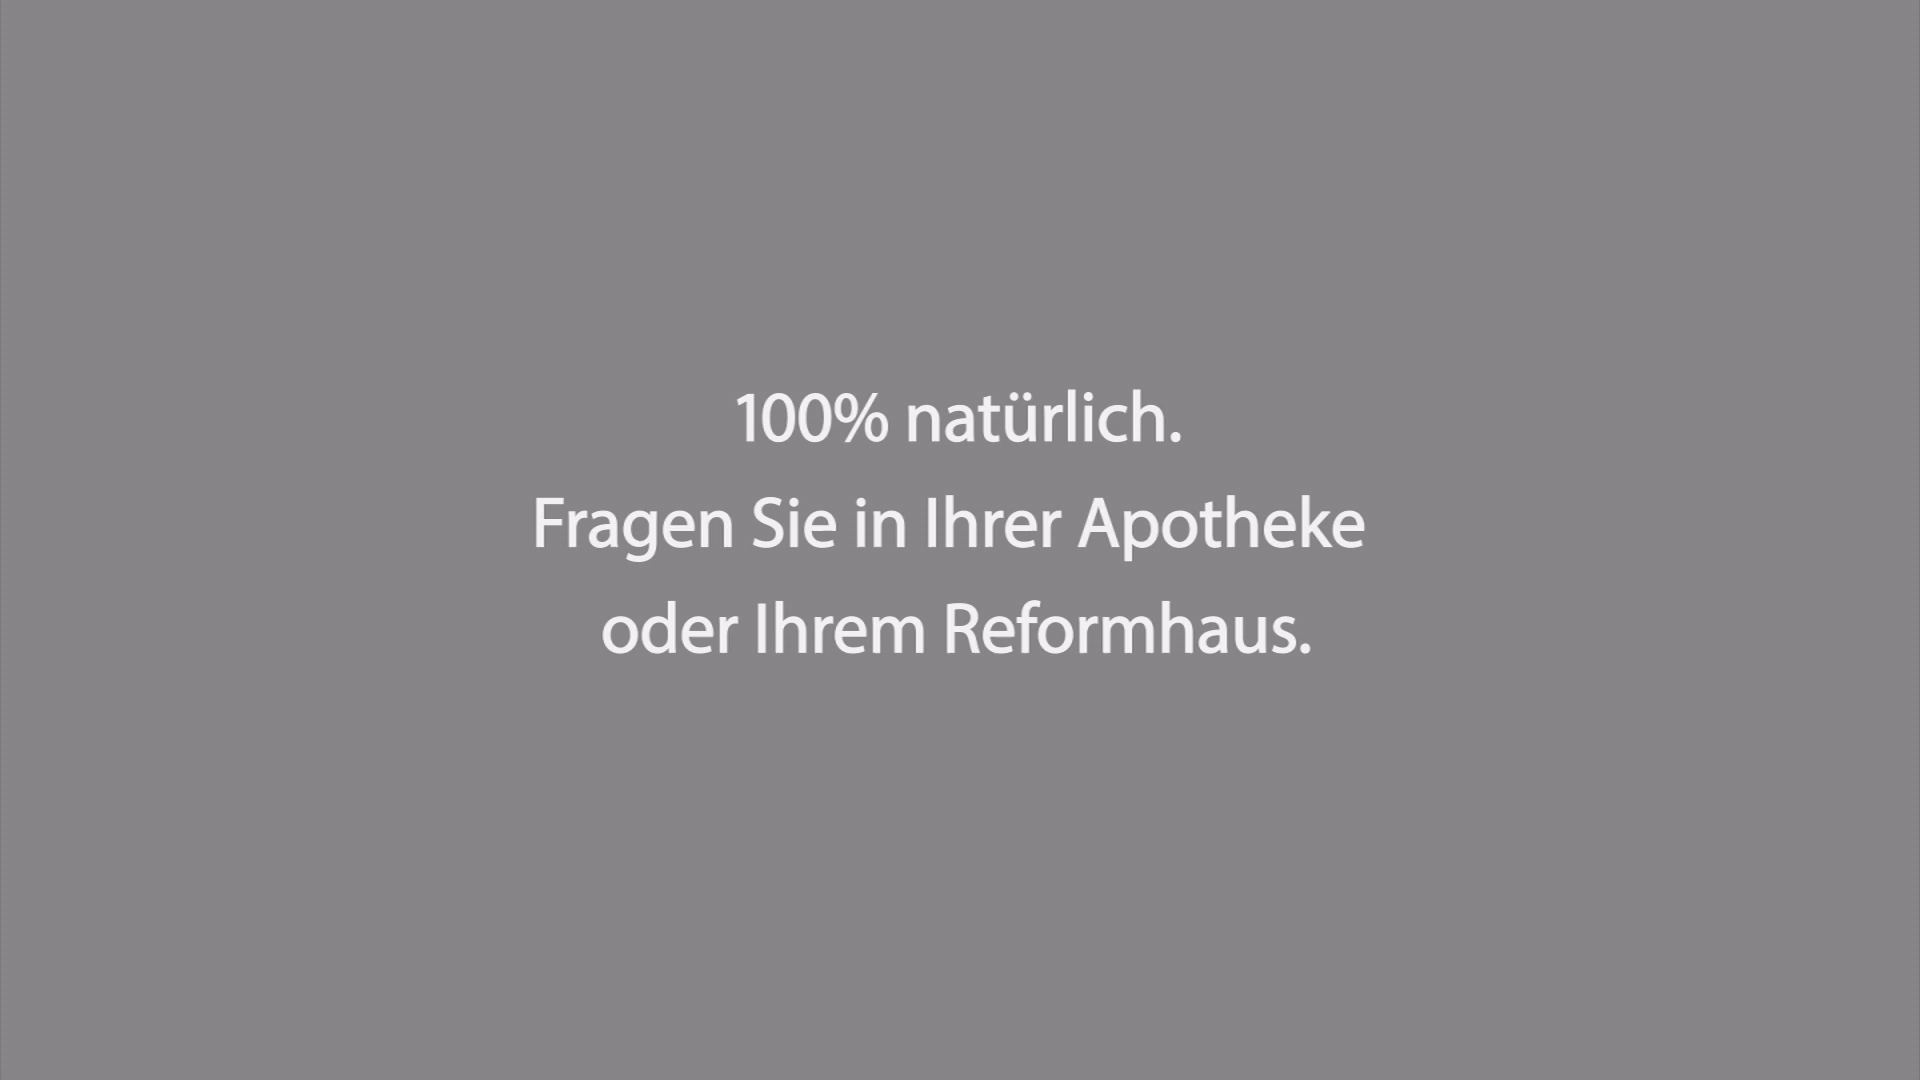 100% natürlich.
Fragen Sie in Ihrer Apotheke
oder Ihrem Reformhaus.